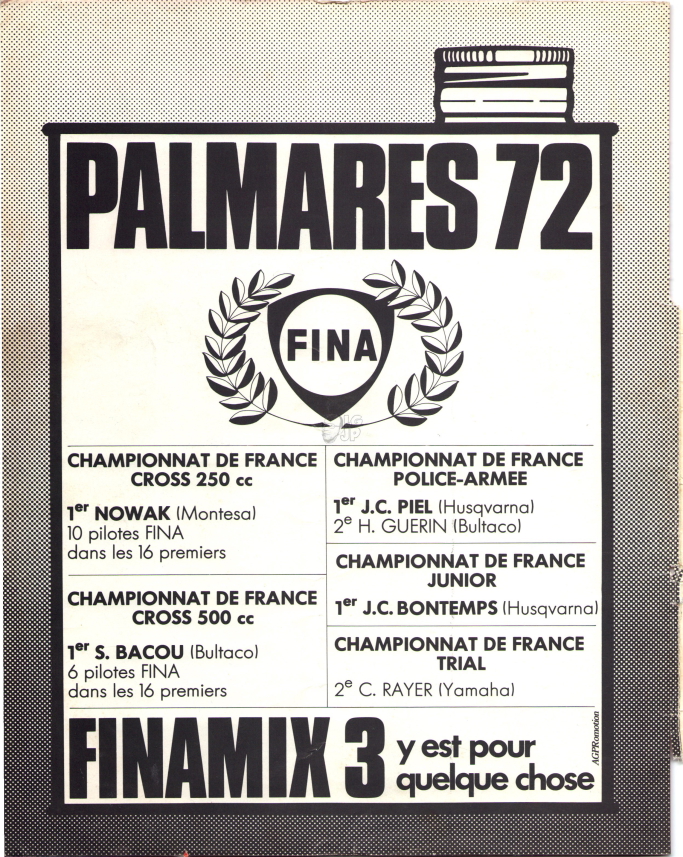 PALMARES 72
FINA
JG
JP
CHAMPIONNAT DE FRANCE
CROSS 250 cc
1er NOWAK (Montesa)
10 pilotes FINA
dans les 16 premiers
CHAMPIONNAT DE FRANCE
CROSS 500 cc
1er S. BACOU (Bultaco)
6 pilotes FINA
dans les 16 premiers
CHAMPIONNAT DE FRANCE
POLICE-ARMEE
1er J.C. PIEL (Husqvarna)
2e H. GUERIN (Bultaco)
CHAMPIONNAT DE FRANCE
JUNIOR
1er J.C. BONTEMPS (Husqvarna)
CHAMPIONNAT DE FRANCE
TRIAL
2e C. RAYER (Yamaha)
FINAMIX 3 y est pour
quelque chose
AGPRomotion